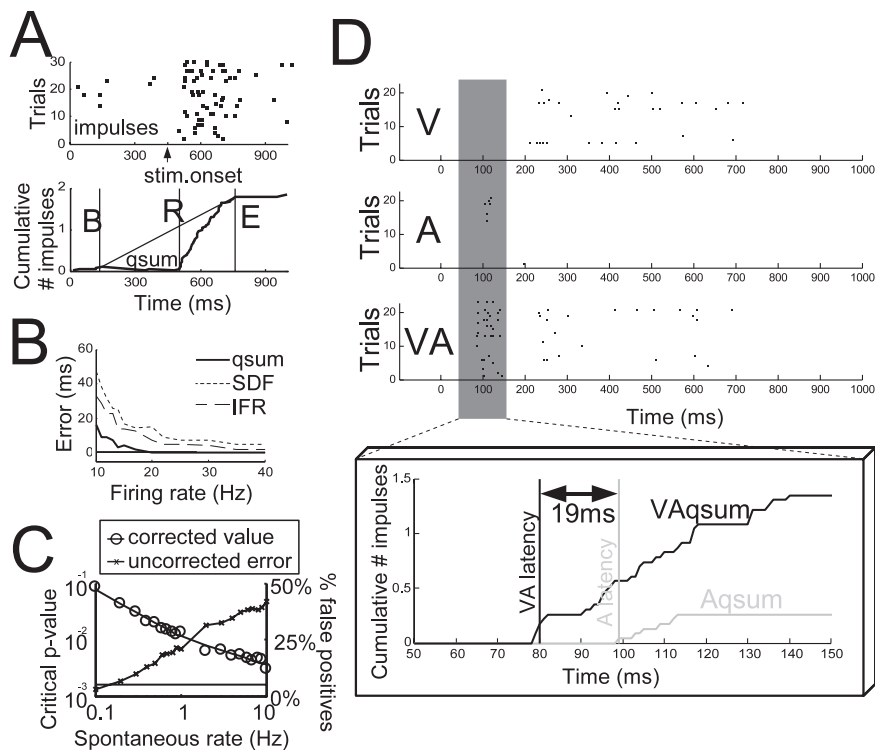 A
30
20
10
0
Trials
impulses
0 300 600 900
stim.onset
2
1
0
Cumulative
# impulses
B
R
E
qsum
0 300 600 900
Time (ms)
B
60
40
20
0
Error (ms)
qsum
SDF
IFR
10 20 30 40
Firing rate (Hz)
C
corrected value
uncorrected error
10-1
10-2
10-3
Critical p-value
50%
25%
0%
% false positives
0.1 1 10
Spontaneous rate (Hz)
D
20
10
0
Trials
V
0 100 200 300 400 500 600 700 800 900 1000
20
10
0
Trials
A
0 100 200 300 400 500 600 700 800 900 1000
20
10
0
Trials
VA
0 100 200 300 400 500 600 700 800 900 1000
Time (ms)
1.5
1
0.5
0
Cumulative # impulses
VA latency
19ms
A latency
VAqsum
Aqsum
50 60 70 80 90 100 110 120 130 140 150
Time (ms)